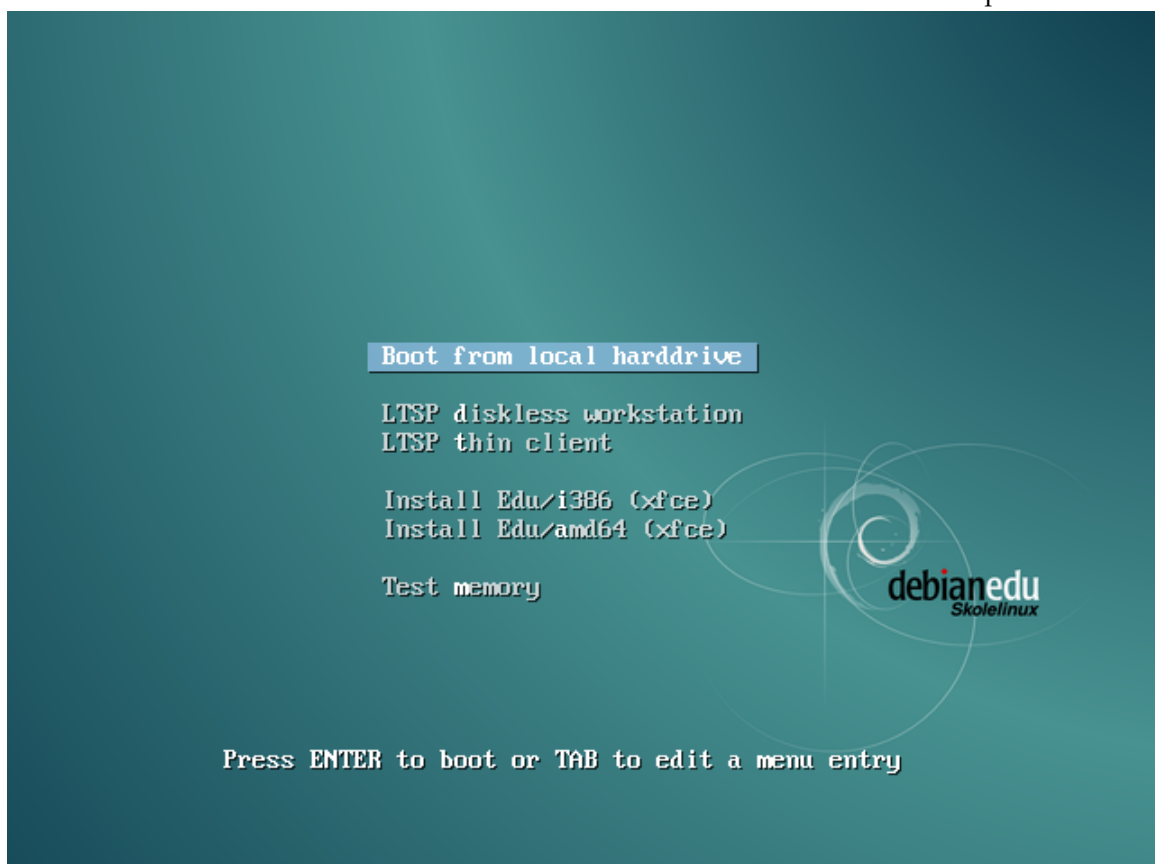 Boot from local harddrive
LTSP diskless workstation
LTSP thin client
Install Edu/i386 (xfce)
Install Edu/amd64 (xfce)
Test memory
debianedu
Skolelinux
Press ENTER to boot or TAB to edit a menu entry